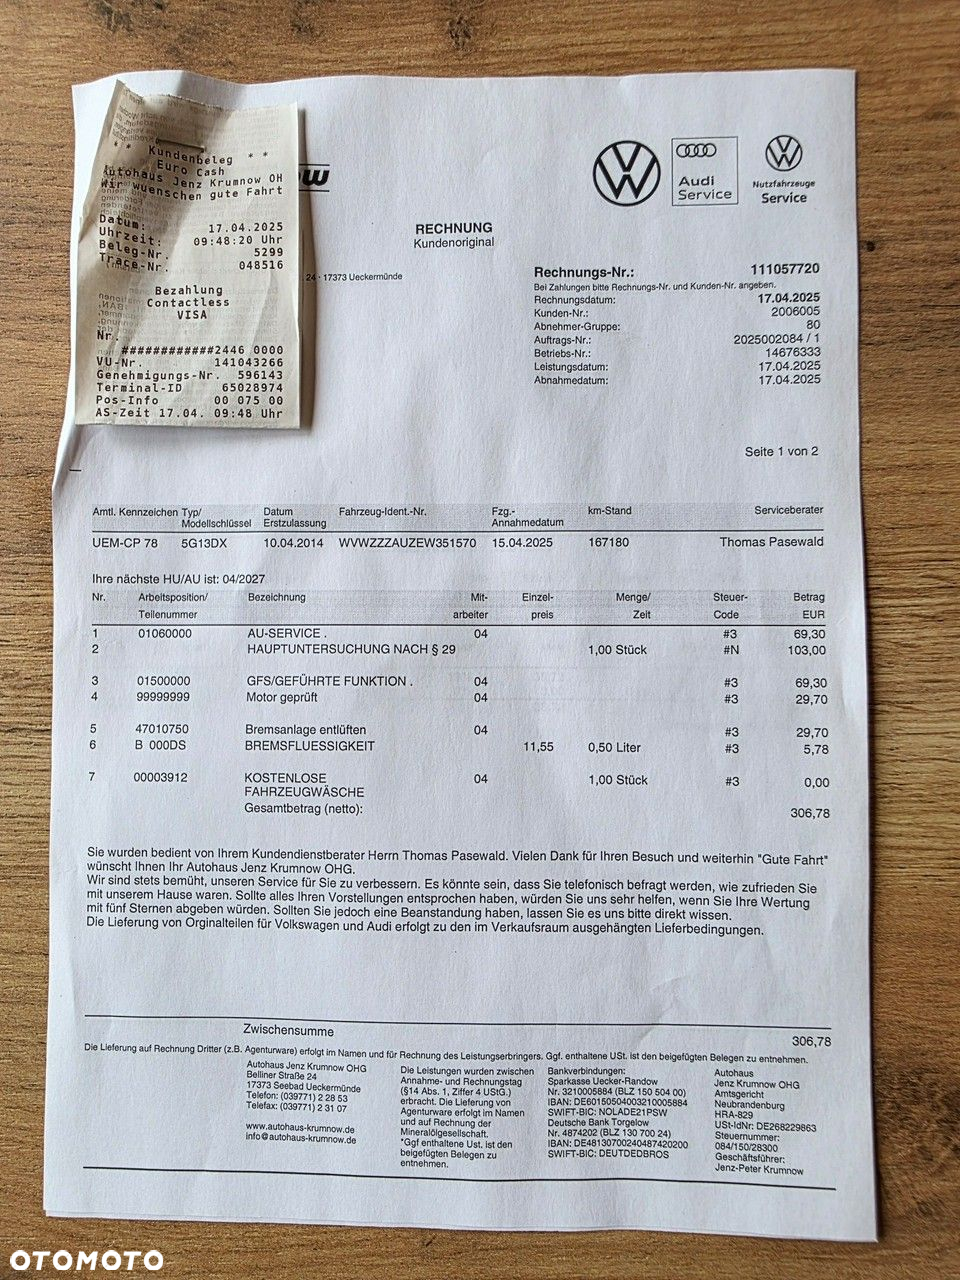 * * Kundenbeleg * *
Euro Cash
Autohaus Jenz Krumnow OH
Wir wuenschen gute Fahrt
Datum: 17.04.2025
Uhrzeit: 09:48:20 Uhr
Beleg-Nr. 5299
Trace-Nr. 048516
Bezahlung
Contactless
VISA
Nr.
############2446 0000
VU-Nr. 141043266
Genehmigungs-Nr. 596143
Terminal-ID 65028974
Pos-Info 00 075 00
AS-Zeit 17.04. 09:48 Uhr
ow
Audi
Service
Nutzfahrzeuge
Service
RECHNUNG
Kundenoriginal
24 · 17373 Ueckermünde
Rechnungs-Nr.: 111057720
Bei Zahlungen bitte Rechnungs-Nr. und Kunden-Nr. angeben.
Rechnungsdatum: 17.04.2025
Kunden-Nr.: 2006005
Abnehmer-Gruppe: 80
Auftrags-Nr.: 2025002084 / 1
Betriebs-Nr.: 14676333
Leistungsdatum: 17.04.2025
Abnahmedatum: 17.04.2025
Seite 1 von 2
Amtl. Kennzeichen Typ/ Datum Fahrzeug-Ident.-Nr. Fzg.- km-Stand Serviceberater
Modellschlüssel Erstzulassung Annahmedatum
UEM-CP 78 5G13DX 10.04.2014 WVWZZZAUZEW351570 15.04.2025 167180 Thomas Pasewald
Ihre nächste HU/AU ist: 04/2027
Nr. Arbeitsposition/ Bezeichnung Mit- Einzel- Menge/ Steuer- Betrag
Teilenummer arbeiter preis Zeit Code EUR
1 01060000 AU-SERVICE . 04 #3 69,30
2 HAUPTUNTERSUCHUNG NACH § 29 1,00 Stück #N 103,00
3 01500000 GFS/GEFÜHRTE FUNKTION . 04 #3 69,30
4 99999999 Motor geprüft 04 #3 29,70
5 47010750 Bremsanlage entlüften 04 #3 29,70
6 B 000DS BREMSFLUESSIGKEIT 11,55 0,50 Liter #3 5,78
7 00003912 KOSTENLOSE 04 1,00 Stück #3 0,00
FAHRZEUGWÄSCHE
Gesamtbetrag (netto): 306,78
Sie wurden bedient von Ihrem Kundendienstberater Herrn Thomas Pasewald. Vielen Dank für Ihren Besuch und weiterhin "Gute Fahrt"
wünscht Ihnen Ihr Autohaus Jenz Krumnow OHG.
Wir sind stets bemüht, unseren Service für Sie zu verbessern. Es könnte sein, dass Sie telefonisch befragt werden, wie zufrieden Sie
mit unserem Hause waren. Sollte alles Ihren Vorstellungen entsprochen haben, würden Sie uns sehr helfen, wenn Sie Ihre Wertung
mit fünf Sternen abgeben würden. Sollten Sie jedoch eine Beanstandung haben, lassen Sie es uns bitte direkt wissen.
Die Lieferung von Orginalteilen für Volkswagen und Audi erfolgt zu den im Verkaufsraum ausgehängten Lieferbedingungen.
Zwischensumme 306,78
Die Lieferung auf Rechnung Dritter (z.B. Agenturware) erfolgt im Namen und für Rechnung des Leistungserbringers. Ggf. enthaltene USt. ist den beigefügten Belegen zu entnehmen.
Autohaus Jenz Krumnow OHG
Belliner Straße 24
17373 Seebad Ueckermünde
Telefon: (039771) 2 28 53
Telefax: (039771) 2 31 07
www.autohaus-krumnow.de
info@autohaus-krumnow.de
Die Leistungen wurden zwischen
Annahme- und Rechnungstag
(§14 Abs. 1, Ziffer 4 UStG.)
erbracht. Die Lieferung von
Agenturware erfolgt im Namen
und auf Rechnung der
Mineralölgesellschaft.
*Ggf enthaltene Ust. ist den
beigefügten Belegen zu
entnehmen.
Bankverbindungen:
Sparkasse Uecker-Randow
Nr. 3210005884 (BLZ 150 504 00)
IBAN: DE60150504003210005884
SWIFT-BIC: NOLADE21PSW
Deutsche Bank Torgelow
Nr. 4874202 (BLZ 130 700 24)
IBAN: DE48130700240487420200
SWIFT-BIC: DEUTDEDBROS
Autohaus
Jenz Krumnow OHG
Amtsgericht
Neubrandenburg
HRA-829
USt-IdNr: DE268229863
Steuernummer:
084/150/28300
Geschäftsführer:
Jenz-Peter Krumnow
OTOMOTO